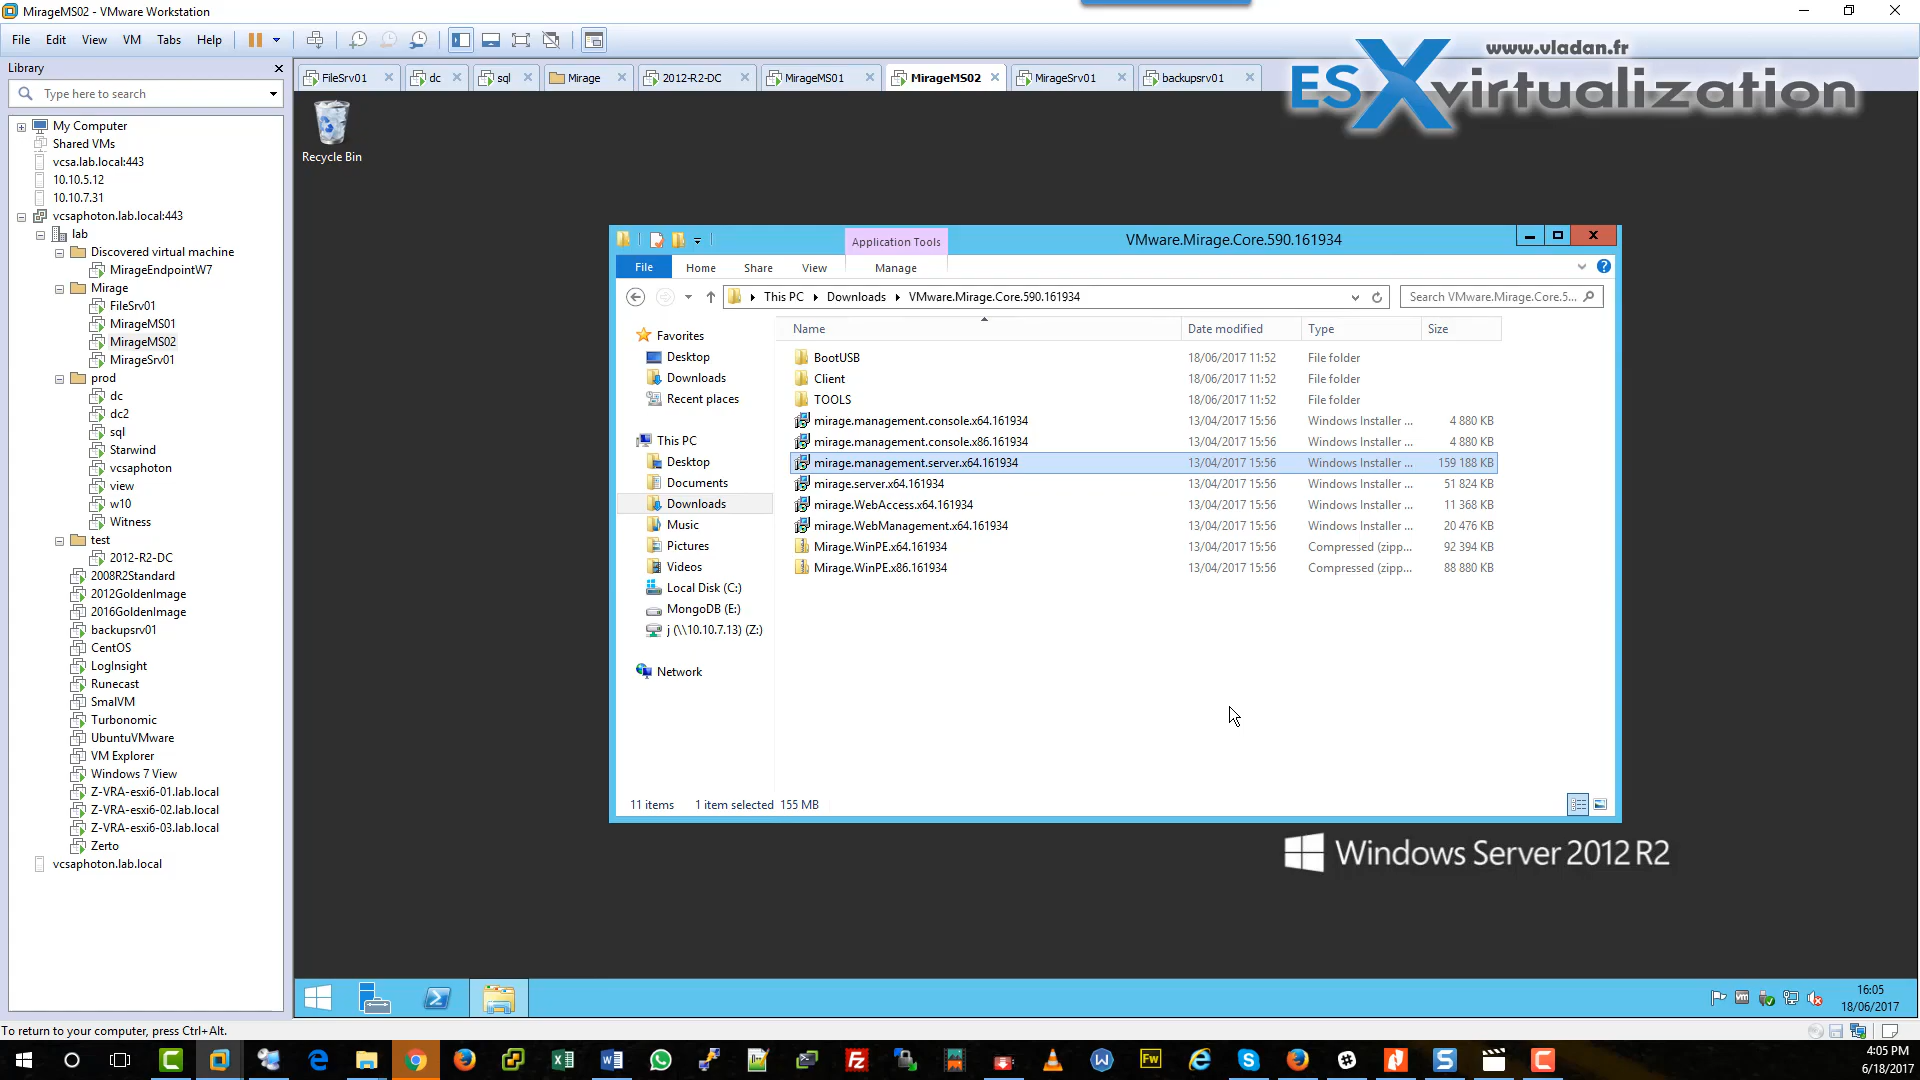 MirageMS02 - VMware Workstation
File Edit View VM Tabs Help
www.vladan.fr
ESXvirtualization
Library
Type here to search
FileSrv01 dc sql Mirage 2012-R2-DC MirageMS01 MirageMS02 MirageSrv01 backupsrv01
My Computer
Shared VMs
vcsa.lab.local:443
10.10.5.12
10.10.7.31
vcsaphoton.lab.local:443
lab
Discovered virtual machine
MirageEndpointW7
Mirage
FileSrv01
MirageMS01
MirageMS02
MirageSrv01
prod
dc
dc2
sql
Starwind
vcsaphoton
view
w10
Witness
test
2012-R2-DC
2008R2Standard
2012GoldenImage
2016GoldenImage
backupsrv01
CentOS
LogInsight
Runecast
SmalVM
Turbonomic
UbuntuVMware
VM Explorer
Windows 7 View
Z-VRA-esxi6-01.lab.local
Z-VRA-esxi6-02.lab.local
Z-VRA-esxi6-03.lab.local
Zerto
vcsaphoton.lab.local
Recycle Bin
Application Tools
VMware.Mirage.Core.590.161934
File Home Share View Manage
This PC Downloads VMware.Mirage.Core.590.161934
Search VMware.Mirage.Core.5...
Favorites
Desktop
Downloads
Recent places
This PC
Desktop
Documents
Downloads
Music
Pictures
Videos
Local Disk (C:)
MongoDB (E:)
j (\\10.10.7.13) (Z:)
Network
Name Date modified Type Size
BootUSB 18/06/2017 11:52 File folder
Client 18/06/2017 11:52 File folder
TOOLS 18/06/2017 11:52 File folder
mirage.management.console.x64.161934 13/04/2017 15:56 Windows Installer ... 4 880 KB
mirage.management.console.x86.161934 13/04/2017 15:56 Windows Installer ... 4 880 KB
mirage.management.server.x64.161934 13/04/2017 15:56 Windows Installer ... 159 188 KB
mirage.server.x64.161934 13/04/2017 15:56 Windows Installer ... 51 824 KB
mirage.WebAccess.x64.161934 13/04/2017 15:56 Windows Installer ... 11 368 KB
mirage.WebManagement.x64.161934 13/04/2017 15:56 Windows Installer ... 20 476 KB
Mirage.WinPE.x64.161934 13/04/2017 15:56 Compressed (zipp... 92 394 KB
Mirage.WinPE.x86.161934 13/04/2017 15:56 Compressed (zipp... 88 880 KB
11 items 1 item selected 155 MB
Windows Server 2012 R2
16:05
18/06/2017
To return to your computer, press Ctrl+Alt.
4:05 PM
6/18/2017